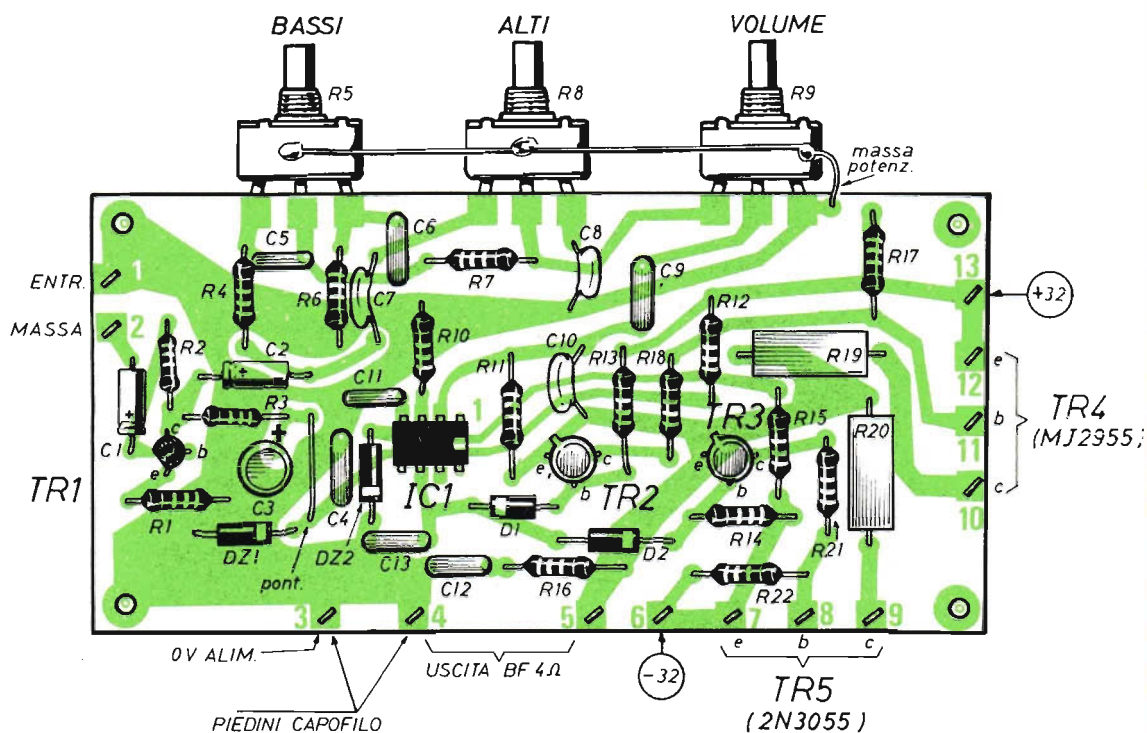 BASSI
ALTI
VOLUME
R5
R8
R9
massa
potenz.
C5
C6
C8
C9
R17
ENTR.
1
R4
R6
C7
R7
13
+32
MASSA
2
R2
C2
R10
R11
C10
R13
R18
R12
R19
e
12
C11
R3
1
TR3
R15
R20
b
TR4
(MJ2955)
11
C1
+
+
c
b
e
+
TR1
R1
C3
C4
IC1
e
c
b
TR2
e
c
b
c
10
DZ1
DZ2
D1
D2
R14
R21
pont.
C13
C12
R16
R22
3
4
5
6
7
8
9
0V ALIM.
USCITA BF 4Ω
-32
e
b
c
TR5
(2N3055)
PIEDINI CAPOFILO